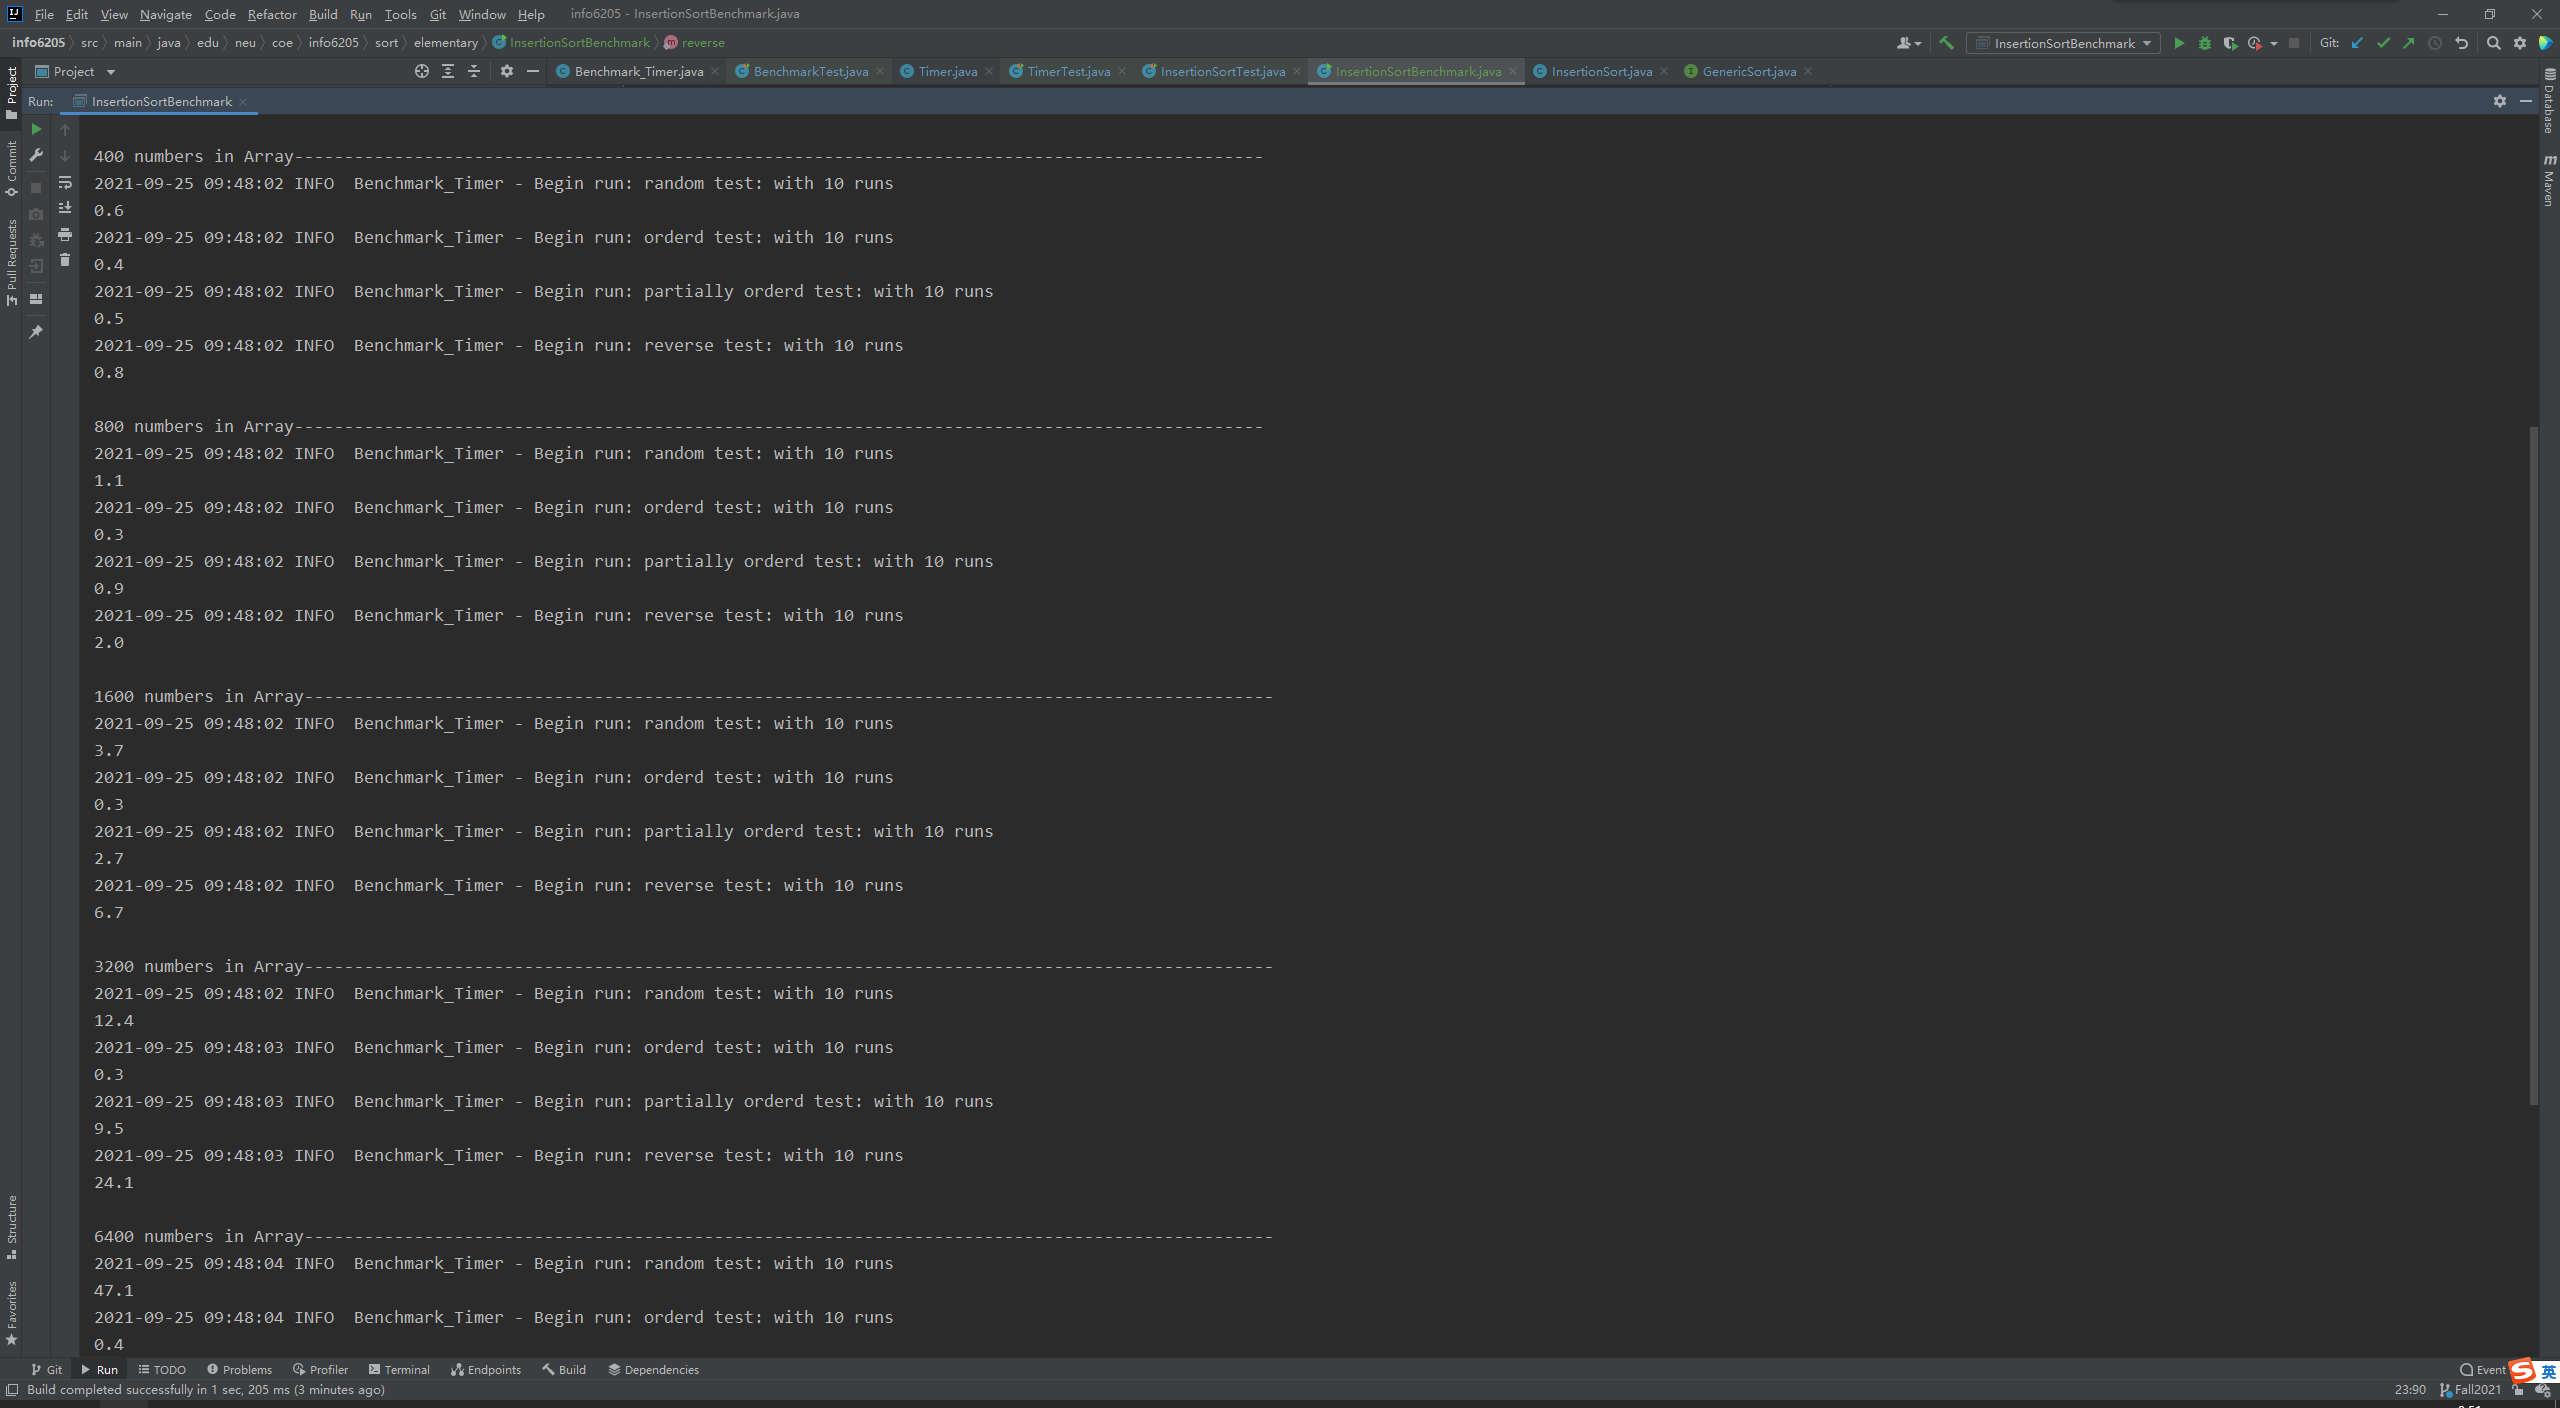 File Edit View Navigate Code Refactor Build Run Tools Git Window Help info6205 - InsertionSortBenchmark.java
info6205 src main java edu neu coe info6205 sort elementary InsertionSortBenchmark reverse InsertionSortBenchmark Git:
Project Benchmark_Timer.java BenchmarkTest.java Timer.java TimerTest.java InsertionSortTest.java InsertionSortBenchmark.java InsertionSort.java GenericSort.java
Run: InsertionSortBenchmark
Project
Commit
Pull Requests
Structure
Favorites
Database
Maven
400 numbers in Array-------------------------------------------------------------------------------------------------
2021-09-25 09:48:02 INFO  Benchmark_Timer - Begin run: random test: with 10 runs
0.6
2021-09-25 09:48:02 INFO  Benchmark_Timer - Begin run: orderd test: with 10 runs
0.4
2021-09-25 09:48:02 INFO  Benchmark_Timer - Begin run: partially orderd test: with 10 runs
0.5
2021-09-25 09:48:02 INFO  Benchmark_Timer - Begin run: reverse test: with 10 runs
0.8
800 numbers in Array-------------------------------------------------------------------------------------------------
2021-09-25 09:48:02 INFO  Benchmark_Timer - Begin run: random test: with 10 runs
1.1
2021-09-25 09:48:02 INFO  Benchmark_Timer - Begin run: orderd test: with 10 runs
0.3
2021-09-25 09:48:02 INFO  Benchmark_Timer - Begin run: partially orderd test: with 10 runs
0.9
2021-09-25 09:48:02 INFO  Benchmark_Timer - Begin run: reverse test: with 10 runs
2.0
1600 numbers in Array-------------------------------------------------------------------------------------------------
2021-09-25 09:48:02 INFO  Benchmark_Timer - Begin run: random test: with 10 runs
3.7
2021-09-25 09:48:02 INFO  Benchmark_Timer - Begin run: orderd test: with 10 runs
0.3
2021-09-25 09:48:02 INFO  Benchmark_Timer - Begin run: partially orderd test: with 10 runs
2.7
2021-09-25 09:48:02 INFO  Benchmark_Timer - Begin run: reverse test: with 10 runs
6.7
3200 numbers in Array-------------------------------------------------------------------------------------------------
2021-09-25 09:48:02 INFO  Benchmark_Timer - Begin run: random test: with 10 runs
12.4
2021-09-25 09:48:03 INFO  Benchmark_Timer - Begin run: orderd test: with 10 runs
0.3
2021-09-25 09:48:03 INFO  Benchmark_Timer - Begin run: partially orderd test: with 10 runs
9.5
2021-09-25 09:48:03 INFO  Benchmark_Timer - Begin run: reverse test: with 10 runs
24.1
6400 numbers in Array-------------------------------------------------------------------------------------------------
2021-09-25 09:48:04 INFO  Benchmark_Timer - Begin run: random test: with 10 runs
47.1
2021-09-25 09:48:04 INFO  Benchmark_Timer - Begin run: orderd test: with 10 runs
0.4
Git Run TODO Problems Profiler Terminal Endpoints Build Dependencies Event 英
Build completed successfully in 1 sec, 205 ms (3 minutes ago) 23:90 Fall2021